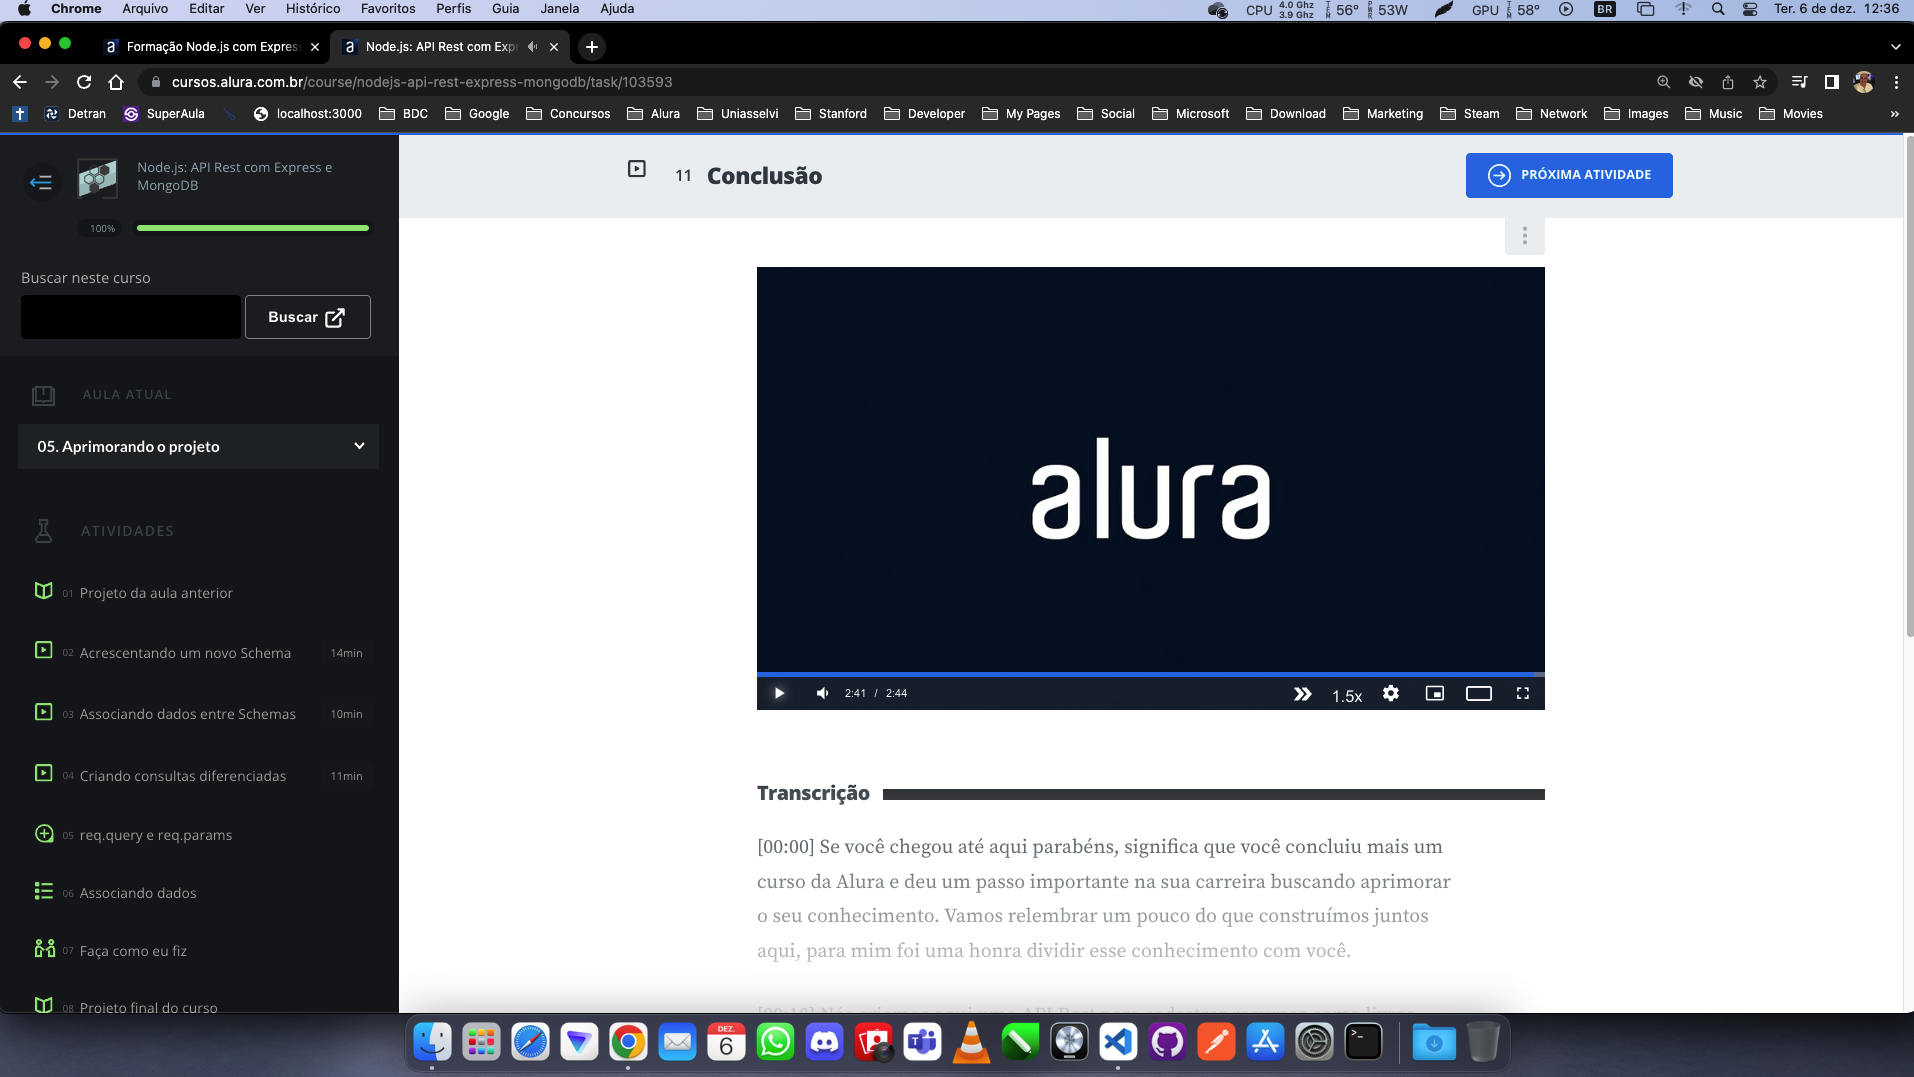 Chrome Arquivo Editar Ver Histórico Favoritos Perfis Guia Janela Ajuda
CPU 4.0 Ghz 3.9 Ghz 56° 53W GPU 58° BR Ter. 6 de dez. 12:36
Formação Node.js com Express
Node.js: API Rest com Expr
cursos.alura.com.br/course/nodejs-api-rest-express-mongodb/task/103593
Detran SuperAula localhost:3000 BDC Google Concursos Alura Uniasselvi Stanford Developer My Pages Social Microsoft Download Marketing Steam Network Images Music Movies »
Node.js: API Rest com Express e
MongoDB
100%
Buscar neste curso
Buscar
AULA ATUAL
05. Aprimorando o projeto
ATIVIDADES
01 Projeto da aula anterior
02 Acrescentando um novo Schema 14min
03 Associando dados entre Schemas 10min
04 Criando consultas diferenciadas 11min
05 req.query e req.params
06 Associando dados
07 Faça como eu fiz
08 Projeto final do curso
11 Conclusão
PRÓXIMA ATIVIDADE
alura
2:41 / 2:44
1.5x
Transcrição
[00:00] Se você chegou até aqui parabéns, significa que você concluiu mais um
curso da Alura e deu um passo importante na sua carreira buscando aprimorar
o seu conhecimento. Vamos relembrar um pouco do que construímos juntos
aqui, para mim foi uma honra dividir esse conhecimento com você.
DEZ.
6